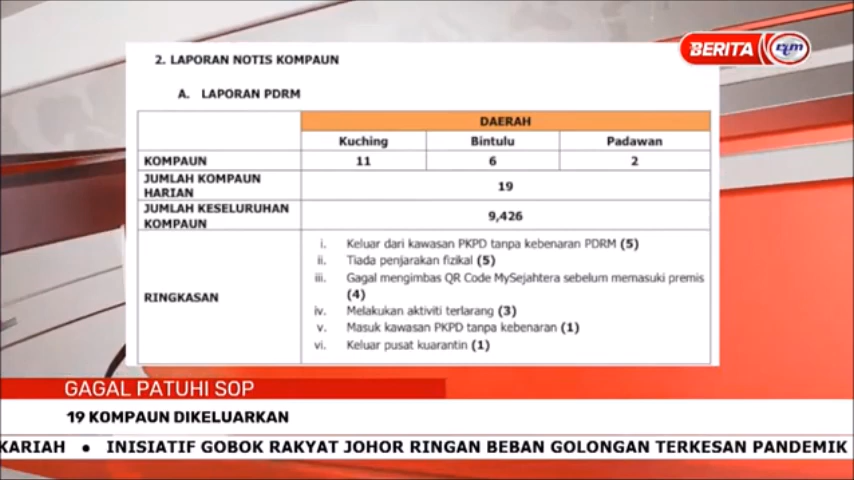 BERITA rtm
2. LAPORAN NOTIS KOMPAUN
A. LAPORAN PDRM
DAERAH
Kuching Bintulu Padawan
KOMPAUN 11 6 2
JUMLAH KOMPAUN
HARIAN
19
JUMLAH KESELURUHAN
KOMPAUN
9,426
RINGKASAN
i. Keluar dari kawasan PKPD tanpa kebenaran PDRM (5)
ii. Tiada penjarakan fizikal (5)
iii. Gagal mengimbas QR Code MySejahtera sebelum memasuki premis
(4)
iv. Melakukan aktiviti terlarang (3)
v. Masuk kawasan PKPD tanpa kebenaran (1)
vi. Keluar pusat kuarantin (1)
GAGAL PATUHI SOP
19 KOMPAUN DIKELUARKAN
KARIAH • INISIATIF GOBOK RAKYAT JOHOR RINGAN BEBAN GOLONGAN TERKESAN PANDEMIK